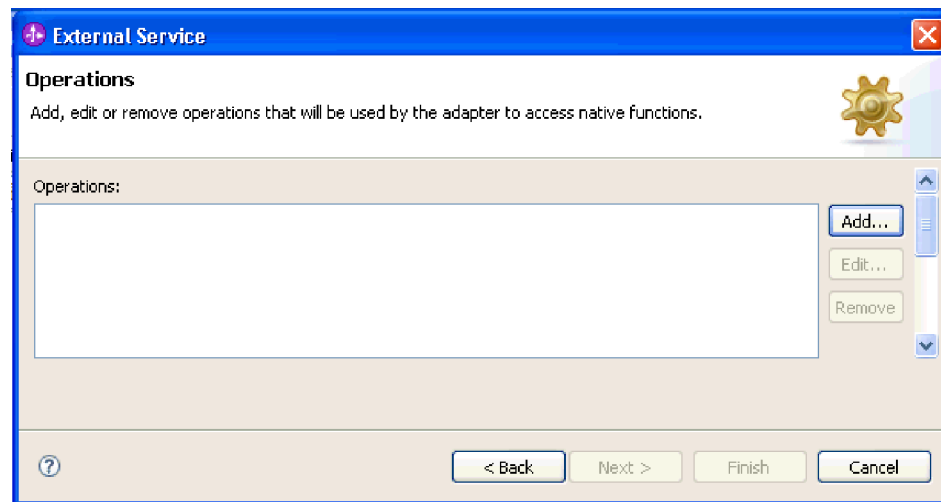 External Service
Operations
Add, edit or remove operations that will be used by the adapter to access native functions.
Operations:
Add...
Edit...
Remove
?
< Back
Next >
Finish
Cancel